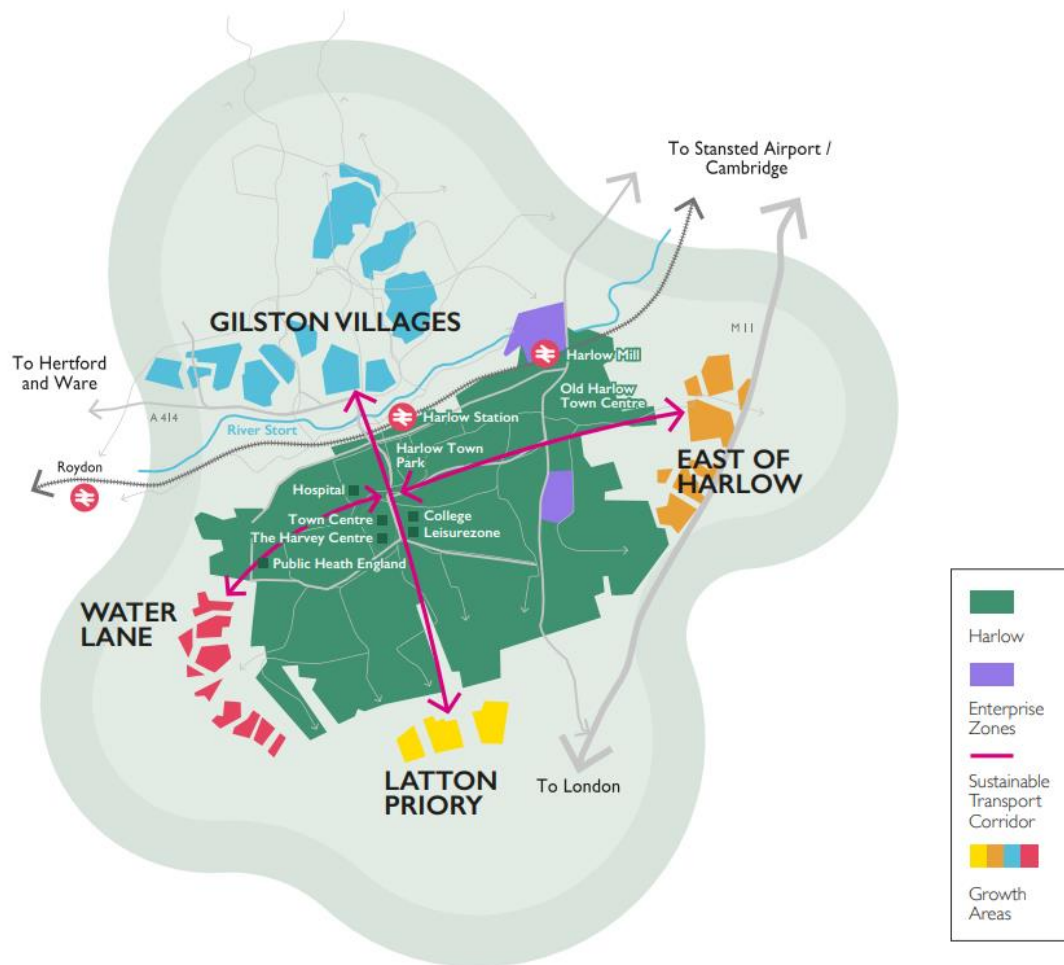 To Stansted Airport /
Cambridge
GILSTON VILLAGES
M11
To Hertford
and Ware
Harlow Mill
Old Harlow
Town Centre
A 414
River Stort
Harlow Station
Roydon
Harlow Town
Park
EAST OF
HARLOW
Hospital
Town Centre
College
The Harvey Centre
Leisurezone
Public Heath England
WATER
LANE
LATTON
PRIORY
To London
Harlow
Enterprise
Zones
Sustainable
Transport
Corridor
Growth
Areas